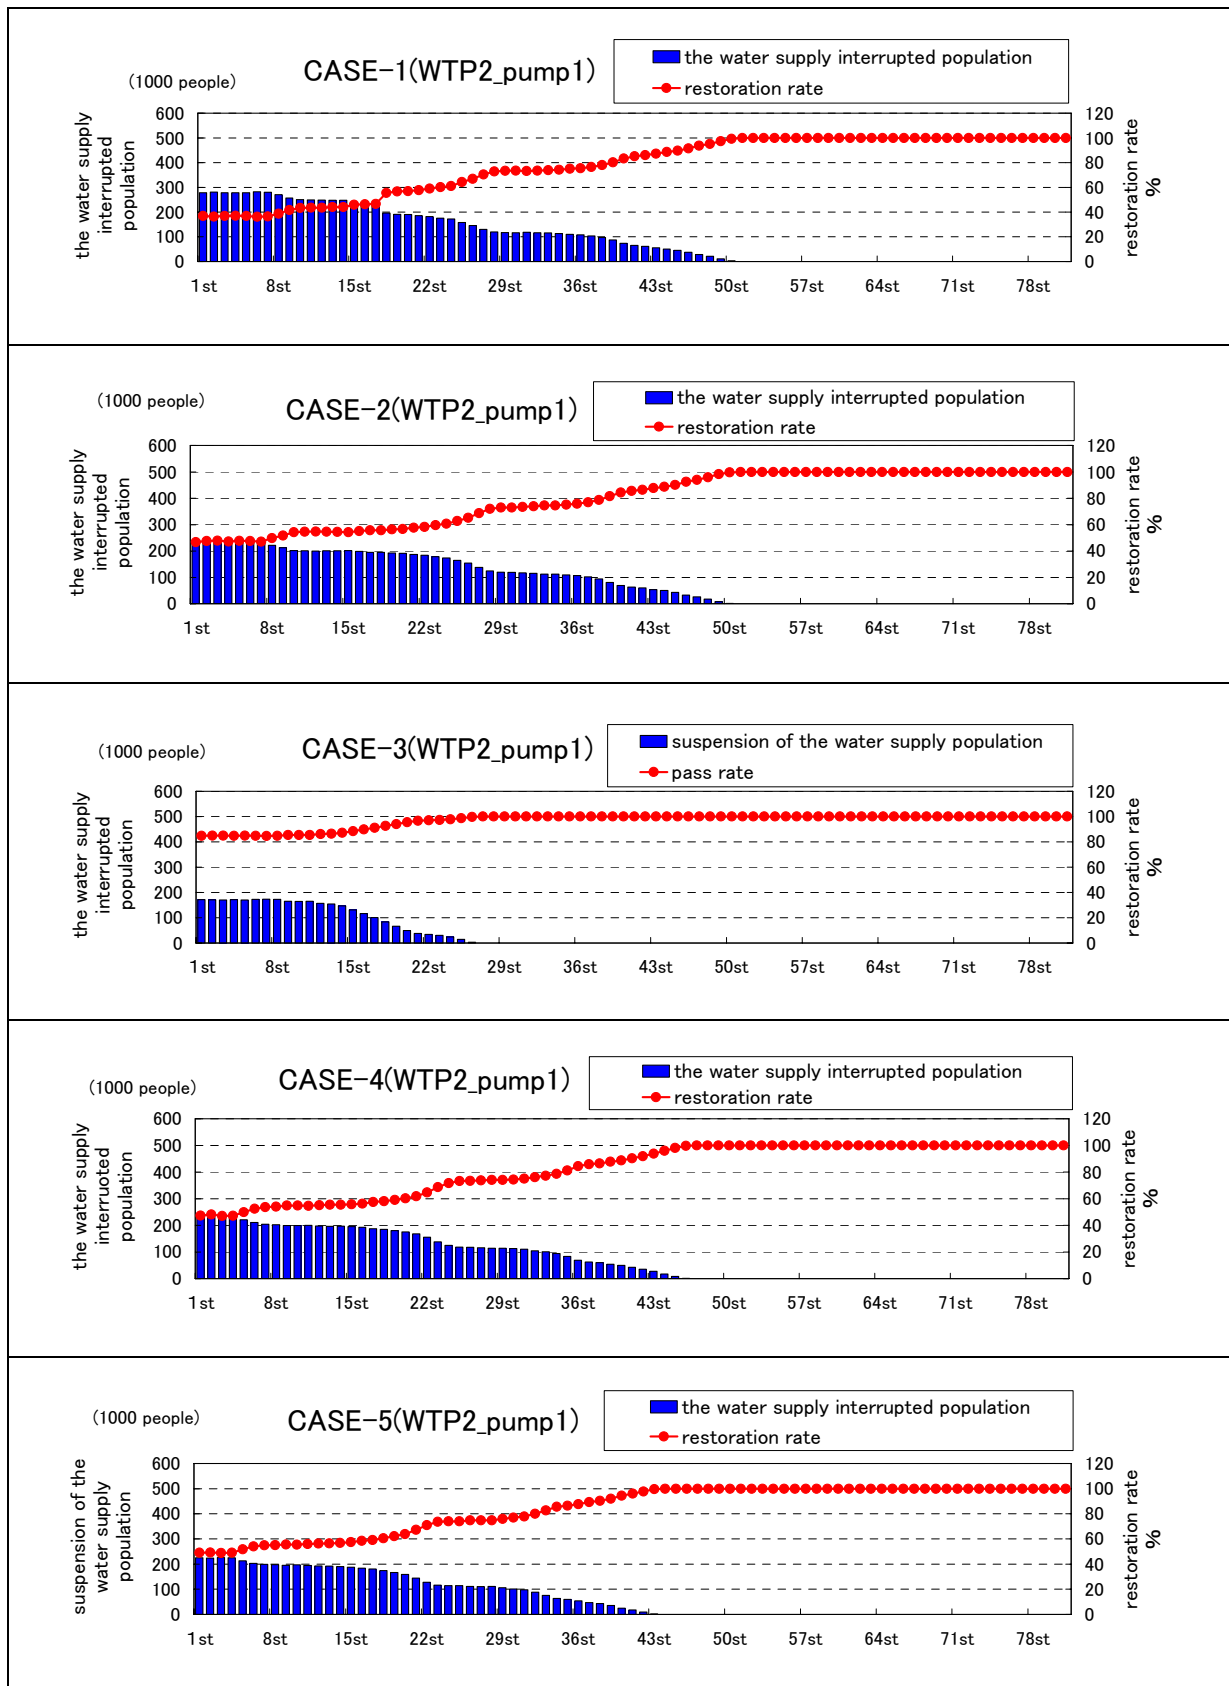 CASE-1(WTP2_pump1)
(1000 people)
the water supply interrupted population
restoration rate
the water supply
interrupted
population
600
500
400
300
200
100
0
120
100
80
60
40
20
0
restoration rate
%
1st 8st 15st 22st 29st 36st 43st 50st 57st 64st 71st 78st
CASE-2(WTP2_pump1)
(1000 people)
the water supply interrupted population
restoration rate
the water supply
interrupted
population
600
500
400
300
200
100
0
120
100
80
60
40
20
0
restoration rate
%
1st 8st 15st 22st 29st 36st 43st 50st 57st 64st 71st 78st
CASE-3(WTP2_pump1)
(1000 people)
suspension of the water supply population
pass rate
the water supply
interrupted
population
600
500
400
300
200
100
0
120
100
80
60
40
20
0
restoration rate
%
1st 8st 15st 22st 29st 36st 43st 50st 57st 64st 71st 78st
CASE-4(WTP2_pump1)
(1000 people)
the water supply interrupted population
restoration rate
the water supply
interruoted
population
600
500
400
300
200
100
0
120
100
80
60
40
20
0
restoration rate
%
1st 8st 15st 22st 29st 36st 43st 50st 57st 64st 71st 78st
CASE-5(WTP2_pump1)
(1000 people)
the water supply interrupted population
restoration rate
suspension of the
water supply
population
600
500
400
300
200
100
0
120
100
80
60
40
20
0
restoration rate
%
1st 8st 15st 22st 29st 36st 43st 50st 57st 64st 71st 78st